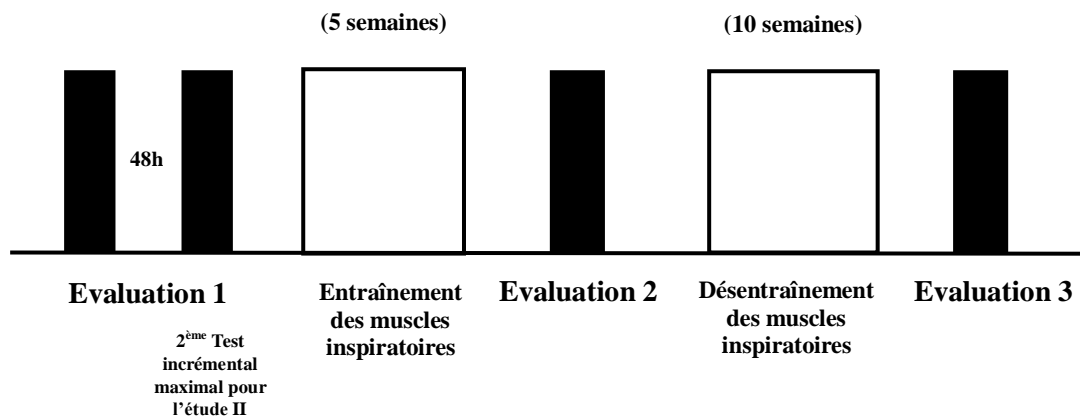 (5 semaines)
(10 semaines)
48h
Evaluation 1
2ème Test
incrémental
maximal pour
l'étude II
Entraînement
des muscles
inspiratoires
Evaluation 2
Désentraînement
des muscles
inspiratoires
Evaluation 3